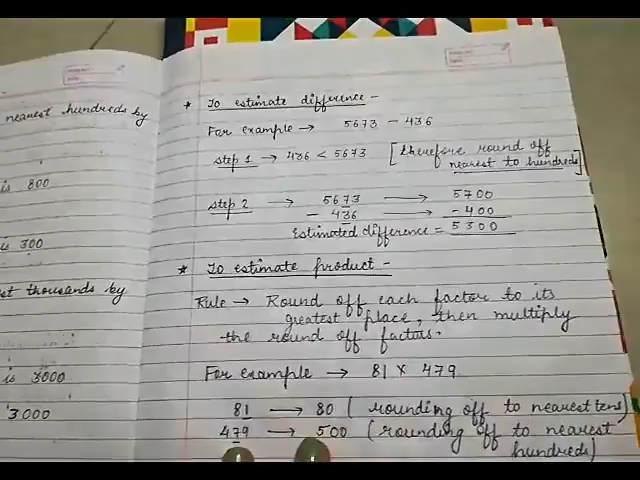 nearest hundreds by
is 800
is 300
st thousands by
is 3000
3000
* To estimate difference -
For example → 5673 - 436
Step 1 → 436 < 5673 [therefore round off
nearest to hundreds]
Step 2 → 5673 → 5700
- 436 → - 400
Estimated difference = 5300
* To estimate product -
Rule → Round off each factor to its
greatest place, then multiply
the round off factors.
For example → 81 × 479
81 → 80 (rounding off to nearest tens)
479 → 500 (rounding off to nearest
hundreds)